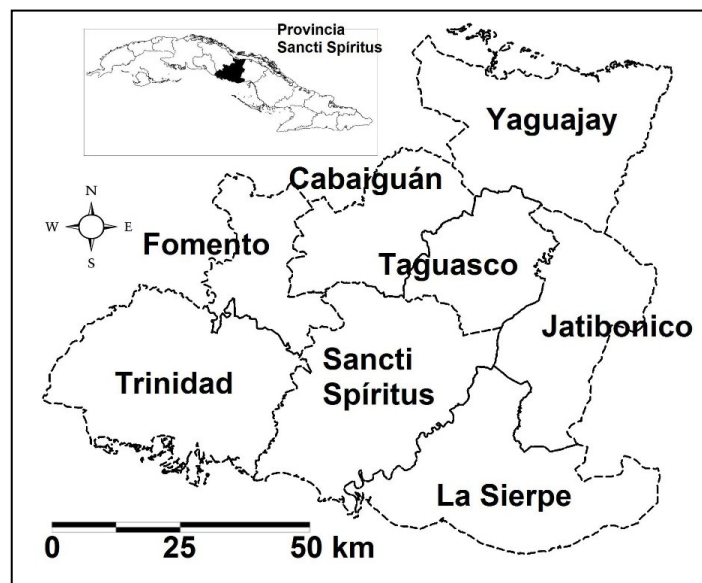 Provincia
Sancti Spíritus
Yaguajay
Cabaiguán
N
W E
S
Fomento
Taguasco
Jatibonico
Trinidad
Sancti
Spíritus
La Sierpe
0 25 50 km